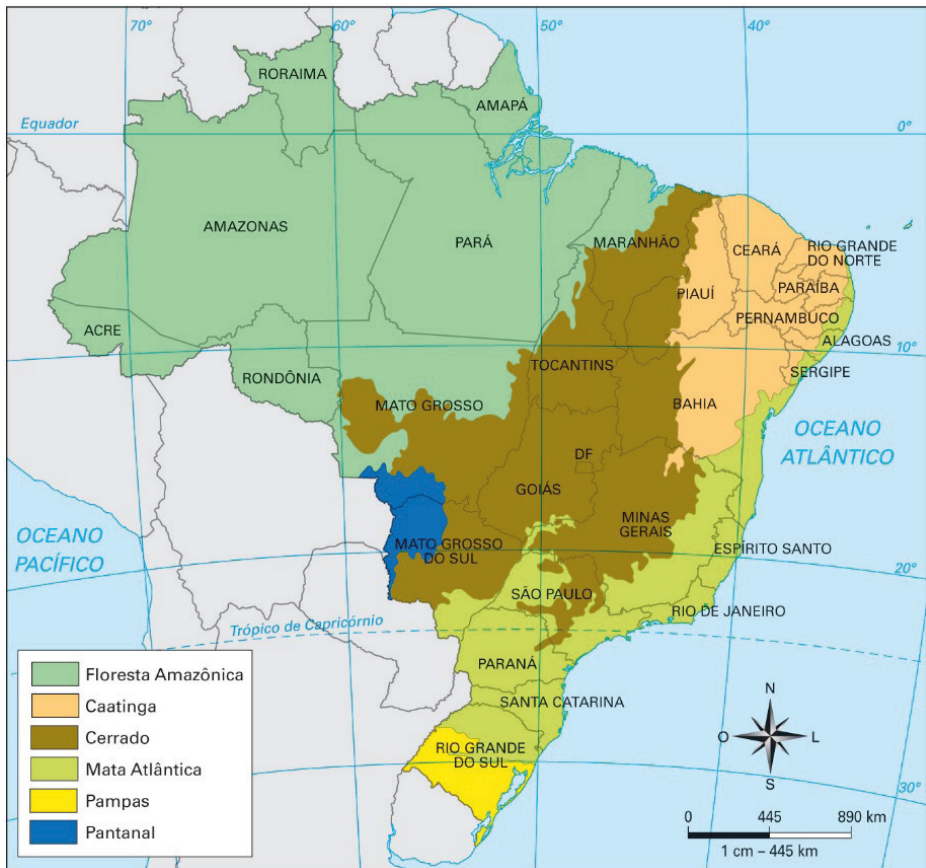 70°
60°
50°
40°
RORAIMA
AMAPÁ
Equador
0°
AMAZONAS
PARÁ
MARANHÃO
CEARÁ
RIO GRANDE
DO NORTE
PIAUÍ
PARAÍBA
PERNAMBUCO
ACRE
ALAGOAS
10°
TOCANTINS
SERGIPE
RONDÔNIA
MATO GROSSO
BAHIA
OCEANO
ATLÂNTICO
DF
GOIÁS
MINAS
GERAIS
OCEANO
PACÍFICO
MATO GROSSO
DO SUL
ESPÍRITO SANTO
20°
SÃO PAULO
RIO DE JANEIRO
Trópico de Capricórnio
PARANÁ
SANTA CATARINA
RIO GRANDE
DO SUL
30°
Floresta Amazônica
Caatinga
Cerrado
Mata Atlântica
Pampas
Pantanal
N
O
L
S
0 445 890 km
1 cm – 445 km